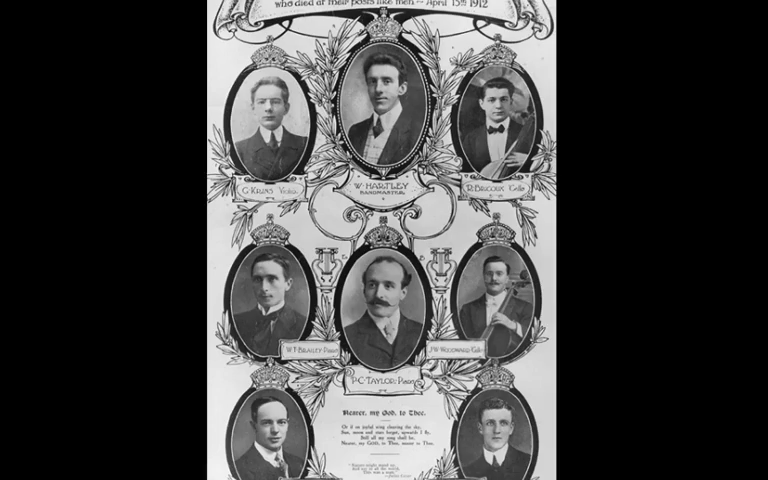 who died at their posts like men ~ April 15th 1912
G. KRINS Violin.
W. HARTLEY
BANDMASTER.
R. BRICOUX Cello
W. T. BRAILEY Piano
J. W. WOODWARD Cello
P. C. TAYLOR Piano
Nearer, my God, to Thee.
Or if on joyful wing cleaving the sky,
Sun, moon and stars forgot, upwards I fly,
Still all my song shall be,
Nearer, my GOD, to Thee, nearer to Thee.